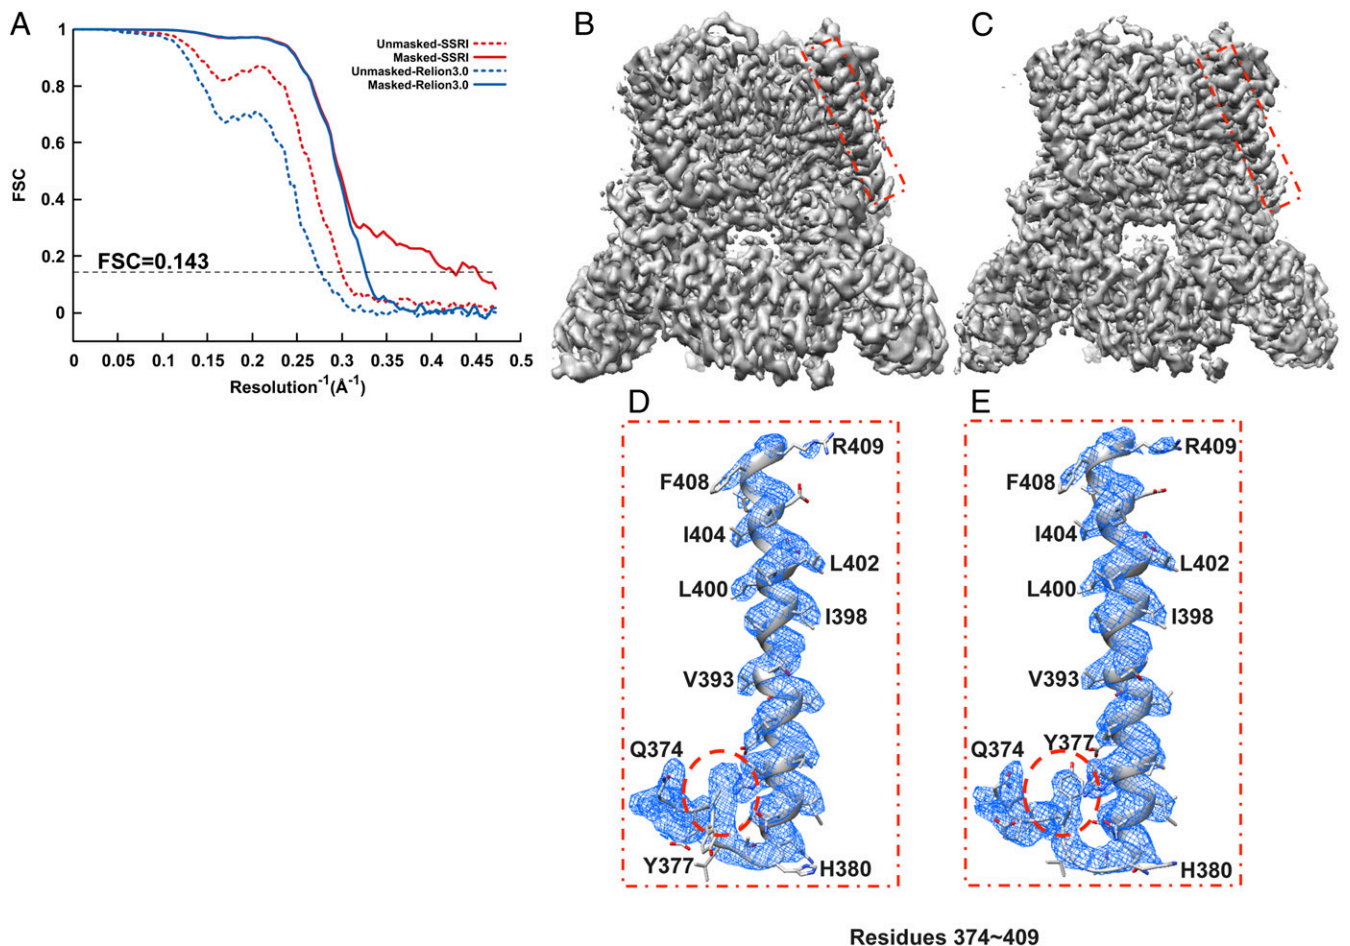 A
B
C
1
0.8
0.6
0.4
0.2
0
FSC
Unmasked-SSRI
Masked-SSRI
Unmasked-Relion3.0
Masked-Relion3.0
FSC=0.143
0 0.05 0.1 0.15 0.2 0.25 0.3 0.35 0.4 0.45 0.5
Resolution-1(Å-1)
D
R409
F408
I404
L402
L400
I398
V393
Q374
Y377
H380
E
R409
F408
I404
L402
L400
I398
V393
Y377
Q374
H380
Residues 374~409